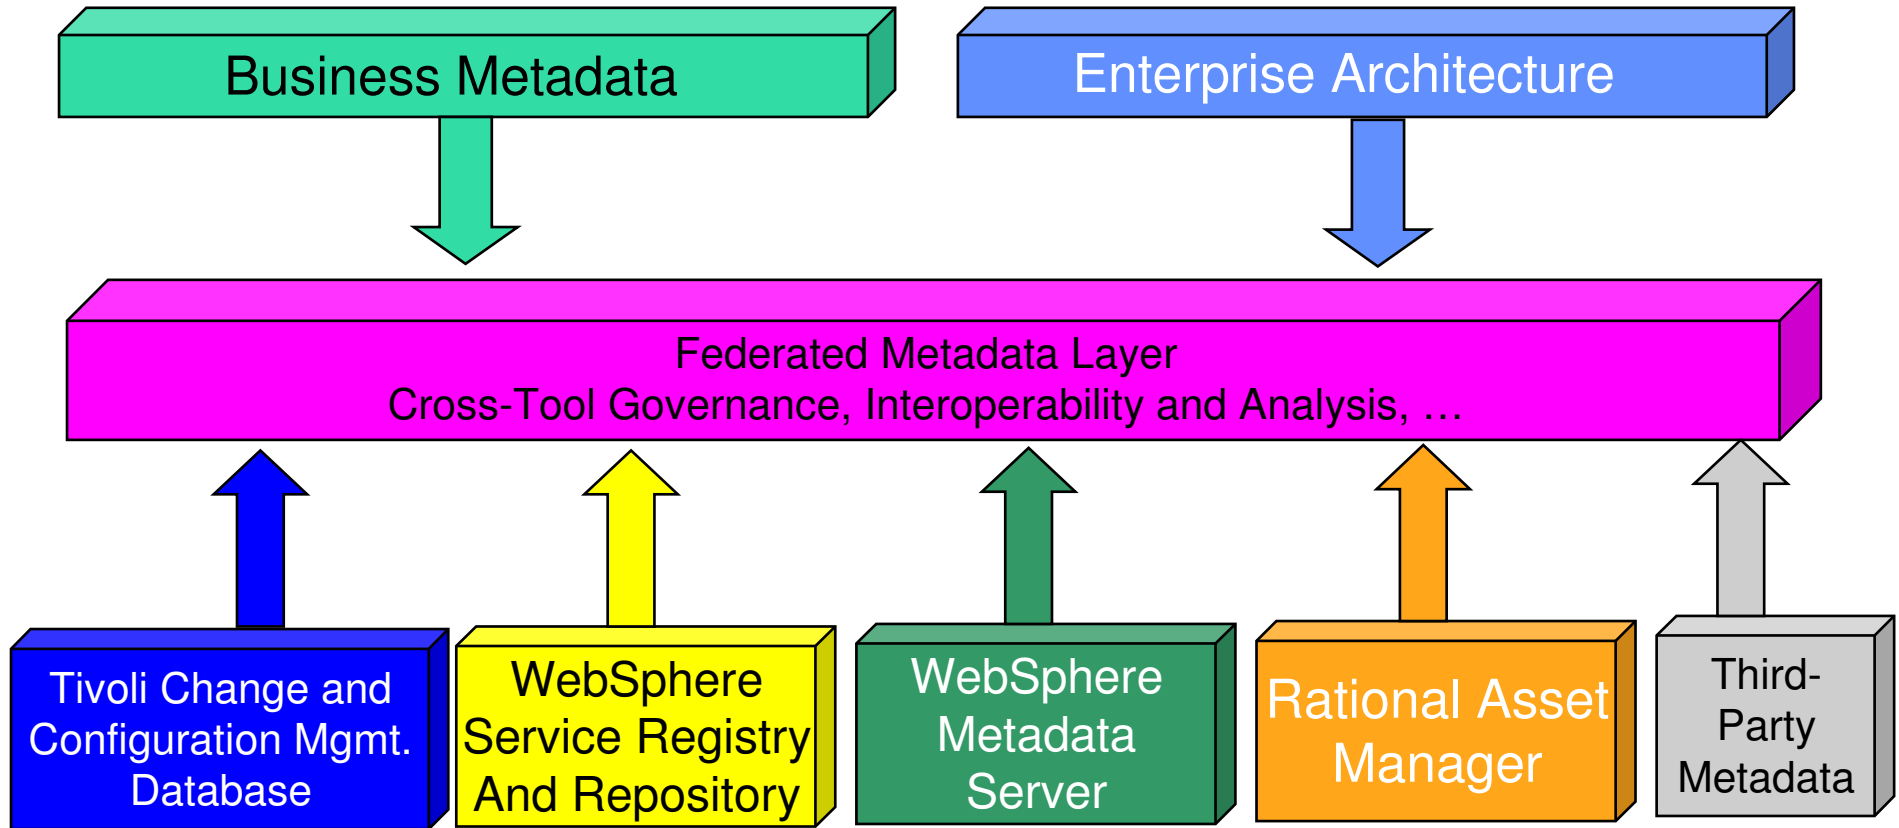 Business Metadata
Enterprise Architecture
Federated Metadata Layer
Cross-Tool Governance, Interoperability and Analysis, …
Tivoli Change and
Configuration Mgmt.
Database
WebSphere
Service Registry
And Repository
WebSphere
Metadata
Server
Rational Asset
Manager
Third-
Party
Metadata